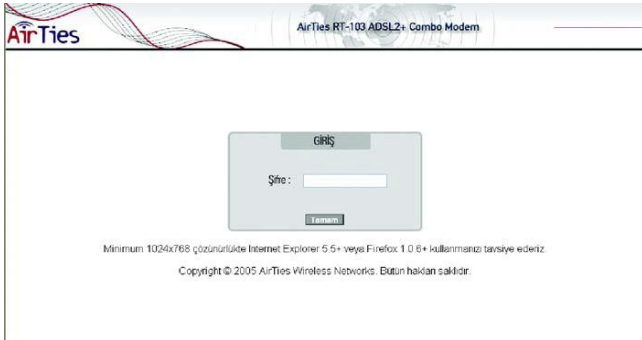 AirTies
AirTies RT-103 ADSL2+ Combo Modem
GİRİŞ
Şifre :
Tamam
Minimum 1024x768 çözünürlükte Internet Explorer 5.5+ veya Firefox 1.0.6+ kullanmanızı tavsiye ederiz.
Copyright © 2005 AirTies Wireless Networks. Bütün hakları saklıdır.